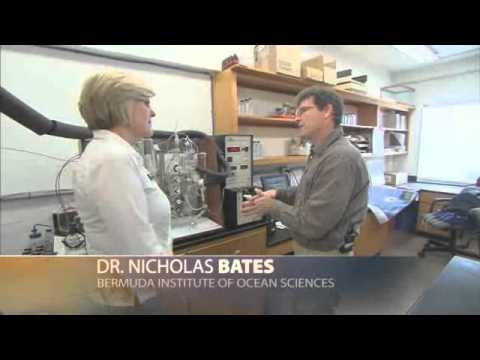 DR. NICHOLAS BATES
BERMUDA INSTITUTE OF OCEAN SCIENCES